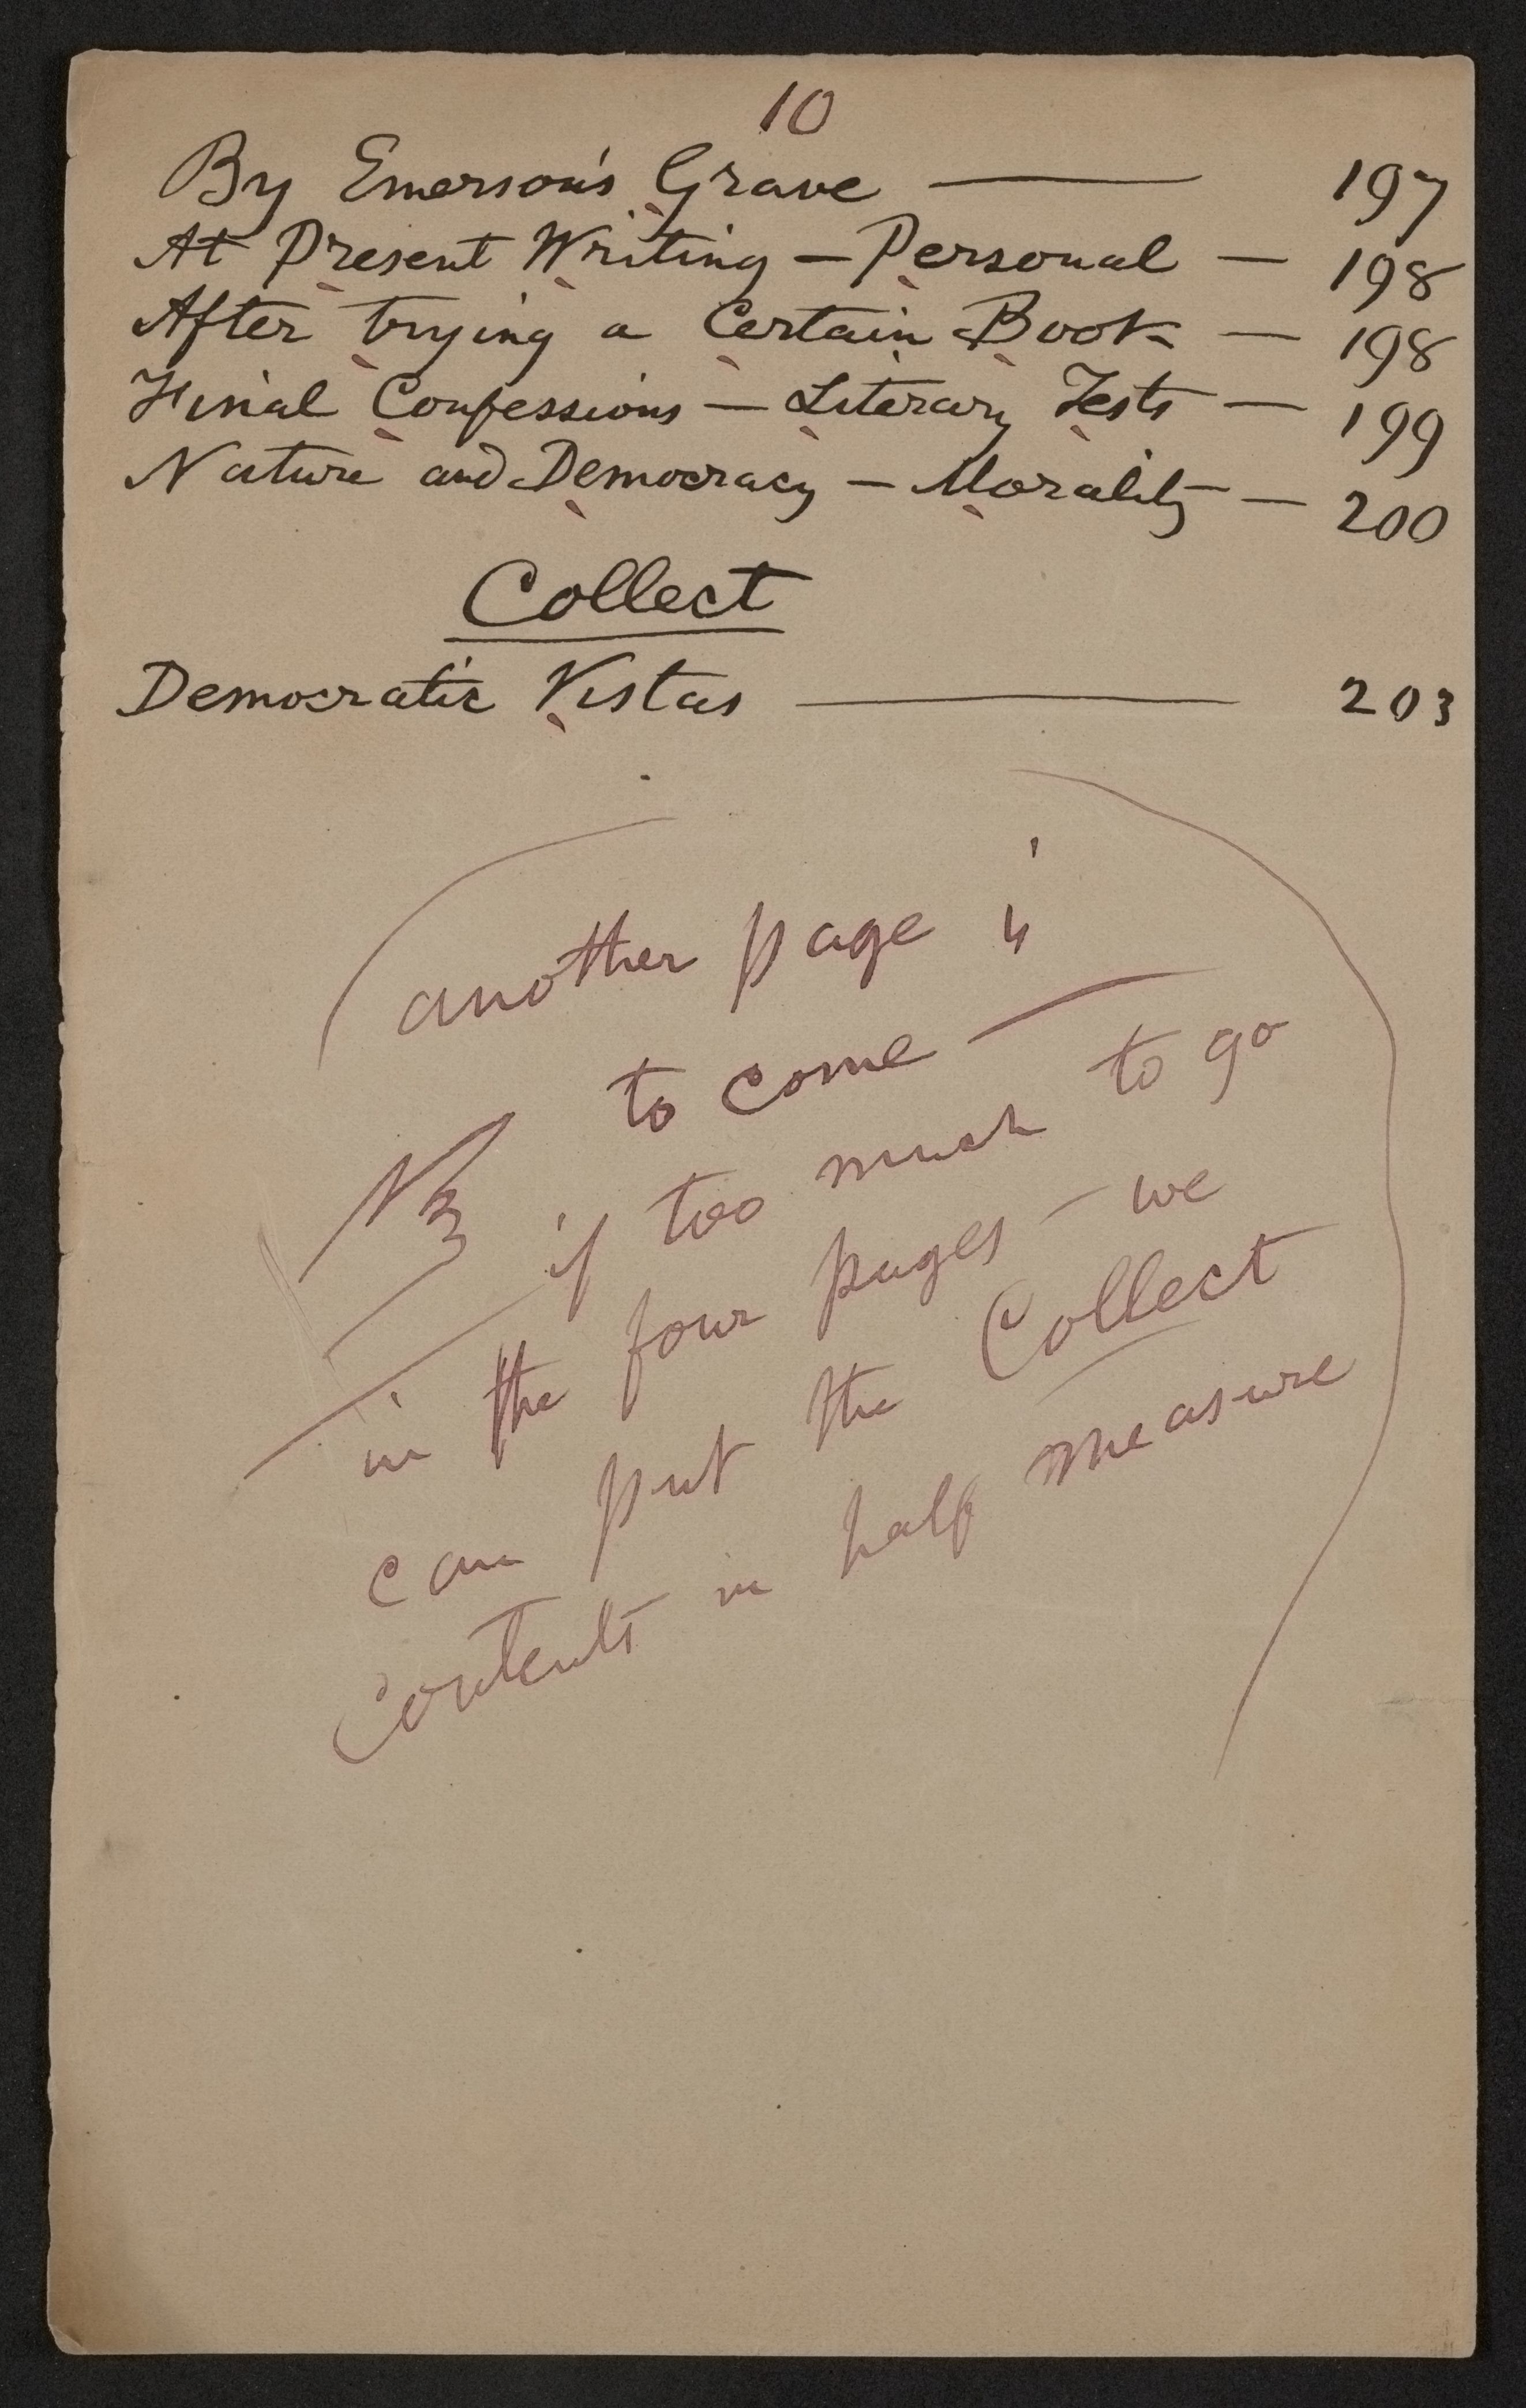 10
By Emerson's Grave — 197
At Present Writing — Personal — 198
After trying a Certain Book — 198
Final Confessions — Literary Tests — 199
Nature and Democracy — Morality — 200
Collect
Democratic Vistas — 203
another page is
to come —
NB if too much to go
in the four pages — we
can put the Collect
Contents in half measure